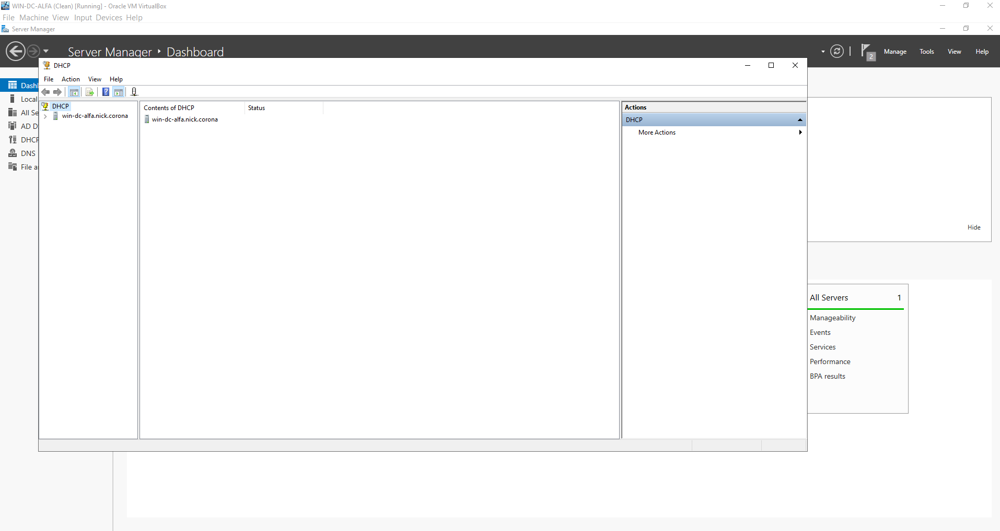 WIN-DC-ALFA (Clean) [Running] - Oracle VM VirtualBox
File Machine View Input Devices Help
Server Manager
Server Manager ‣ Dashboard
2 Manage Tools View Help
DHCP
File Action View Help
Dash
Local
All Se
AD D
DHCP
DNS
File a
DHCP
win-dc-alfa.nick.corona
Contents of DHCP Status
win-dc-alfa.nick.corona
Actions
DHCP
More Actions
Hide
All Servers 1
Manageability
Events
Services
Performance
BPA results